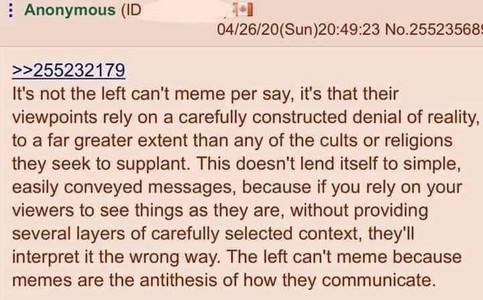 Anonymous (ID
04/26/20(Sun)20:49:23 No.255235689
>>255232179
It's not the left can't meme per say, it's that their
viewpoints rely on a carefully constructed denial of reality,
to a far greater extent than any of the cults or religions
they seek to supplant. This doesn't lend itself to simple,
easily conveyed messages, because if you rely on your
viewers to see things as they are, without providing
several layers of carefully selected context, they'll
interpret it the wrong way. The left can't meme because
memes are the antithesis of how they communicate.